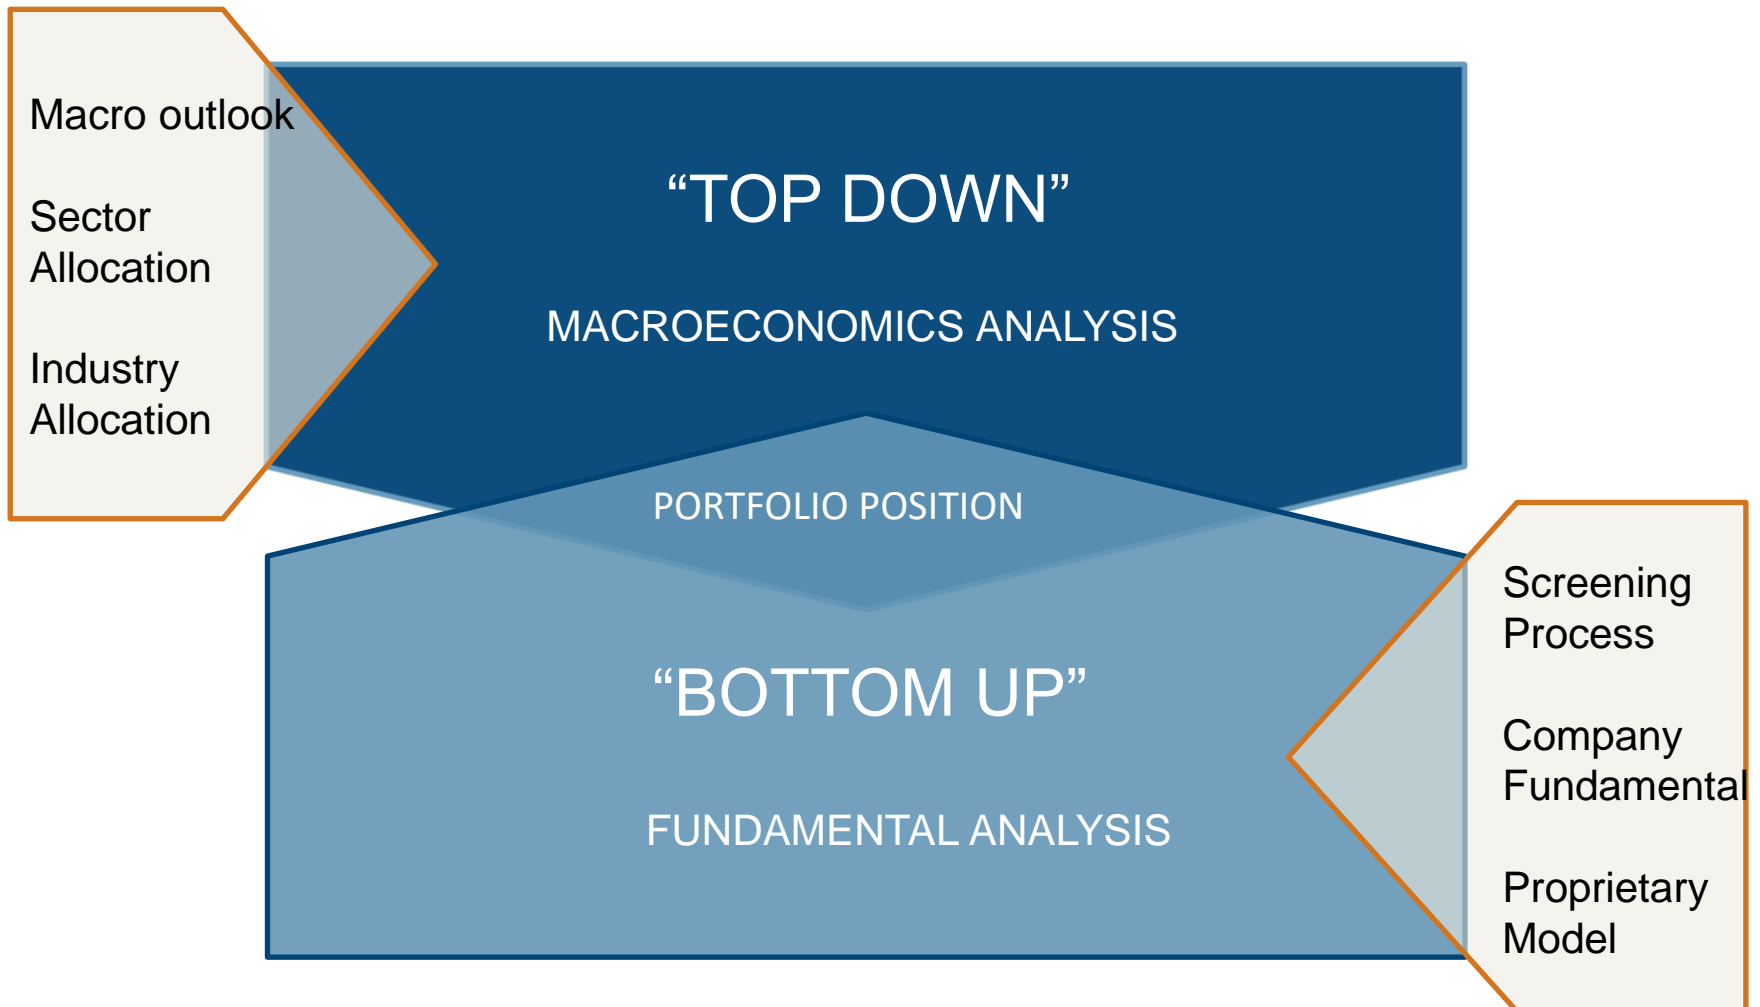 Macro outlook
Sector
Allocation
Industry
Allocation
“TOP DOWN”
MACROECONOMICS ANALYSIS
PORTFOLIO POSITION
“BOTTOM UP”
FUNDAMENTAL ANALYSIS
Screening
Process
Company
Fundamental
Proprietary
Model